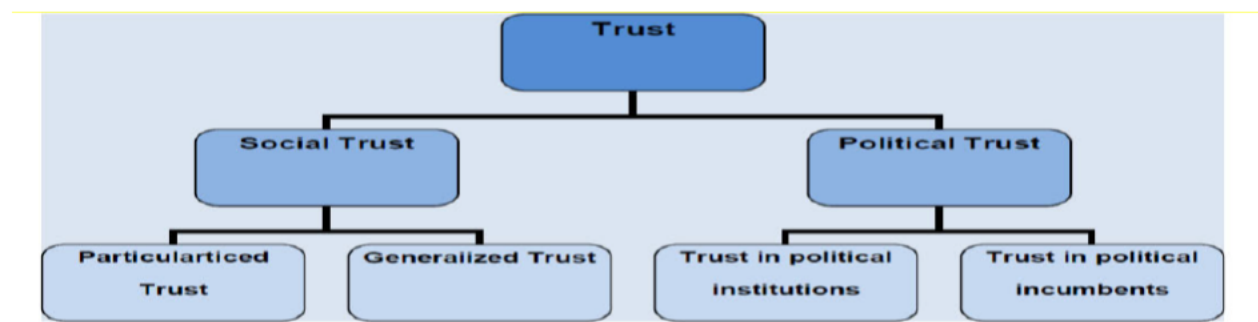 Trust
Social Trust
Political Trust
Particularticed
Trust
Generalized Trust
Trust in political
institutions
Trust in political
incumbents